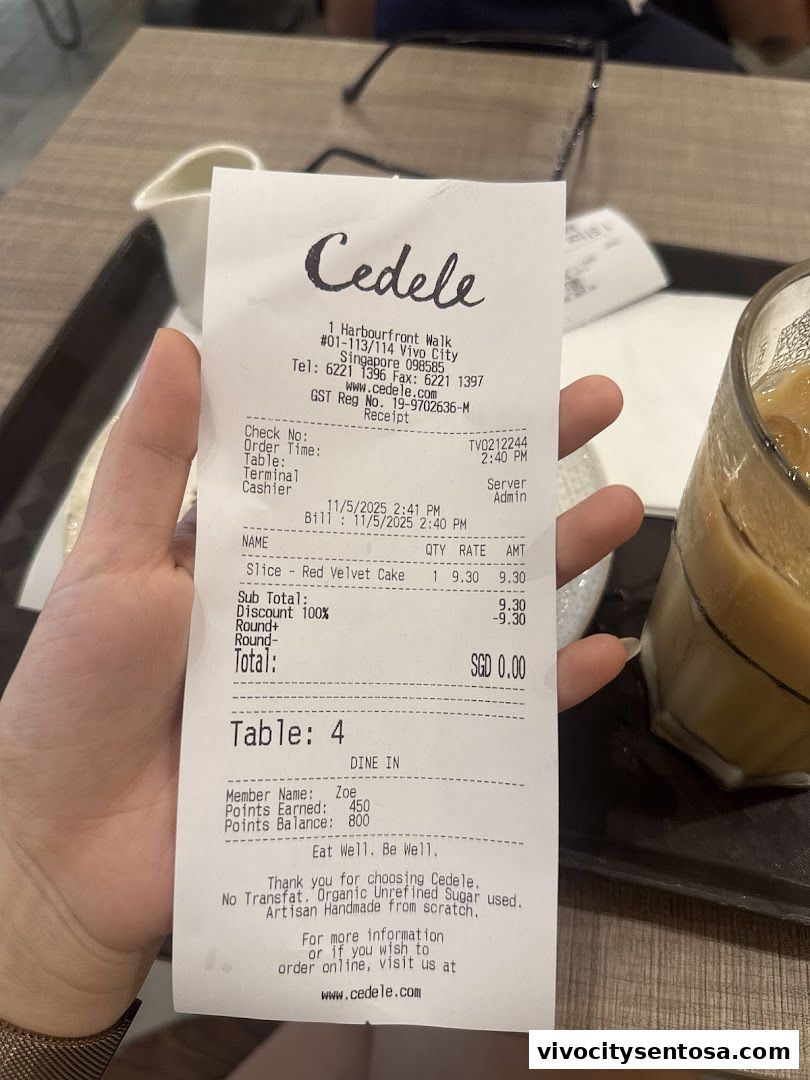 Cedele
1 Harbourfront Walk
#01-113/114 Vivo City
Singapore 098585
Tel: 6221 1396 Fax: 6221 1397
www.cedele.com
GST Reg No. 19-9702636-M
Receipt
Check No: TV0212244
Order Time: 2:40 PM
Table:
Terminal Server
Cashier Admin
11/5/2025 2:41 PM
Bill : 11/5/2025 2:40 PM
NAME QTY RATE AMT
Slice - Red Velvet Cake 1 9.30 9.30
Sub Total: 9.30
Discount 100% -9.30
Round+
Round-
Total: SGD 0.00
Table: 4
DINE IN
Member Name: Zoe
Points Earned: 450
Points Balance: 800
Eat Well. Be Well.
Thank you for choosing Cedele.
No Transfat. Organic Unrefined Sugar used.
Artisan Handmade from scratch.
For more information
or if you wish to
order online, visit us at
www.cedele.com
vivocitysentosa.com